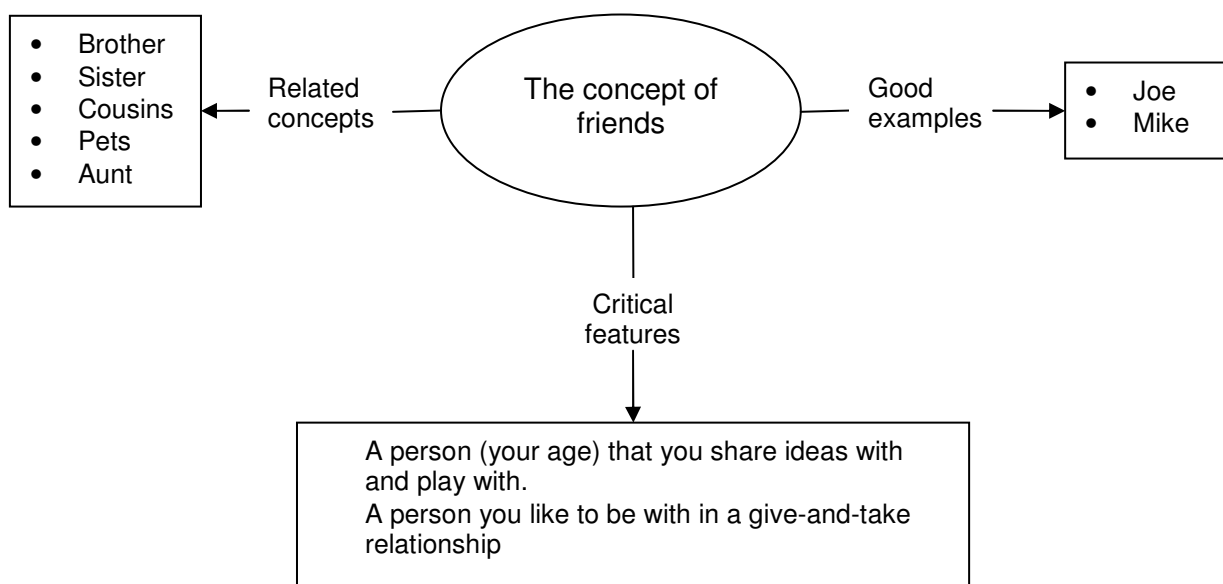 • Brother
• Sister
• Cousins
• Pets
• Aunt
Related
concepts
The concept of
friends
Good
examples
• Joe
• Mike
Critical
features
A person (your age) that you share ideas with
and play with.
A person you like to be with in a give-and-take
relationship